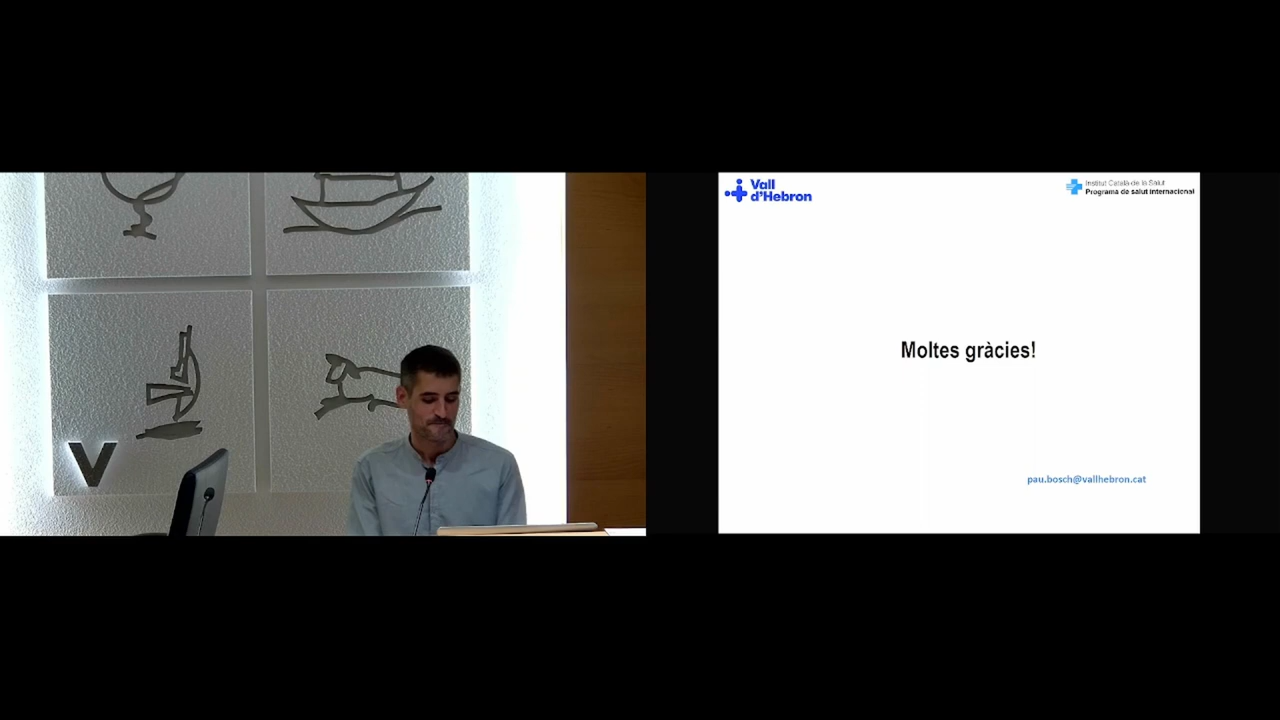 V
Vall
d'Hebron
Institut Català de la Salut
Programa de salut internacional
Moltes gràcies!
pau.bosch@vallhebron.cat